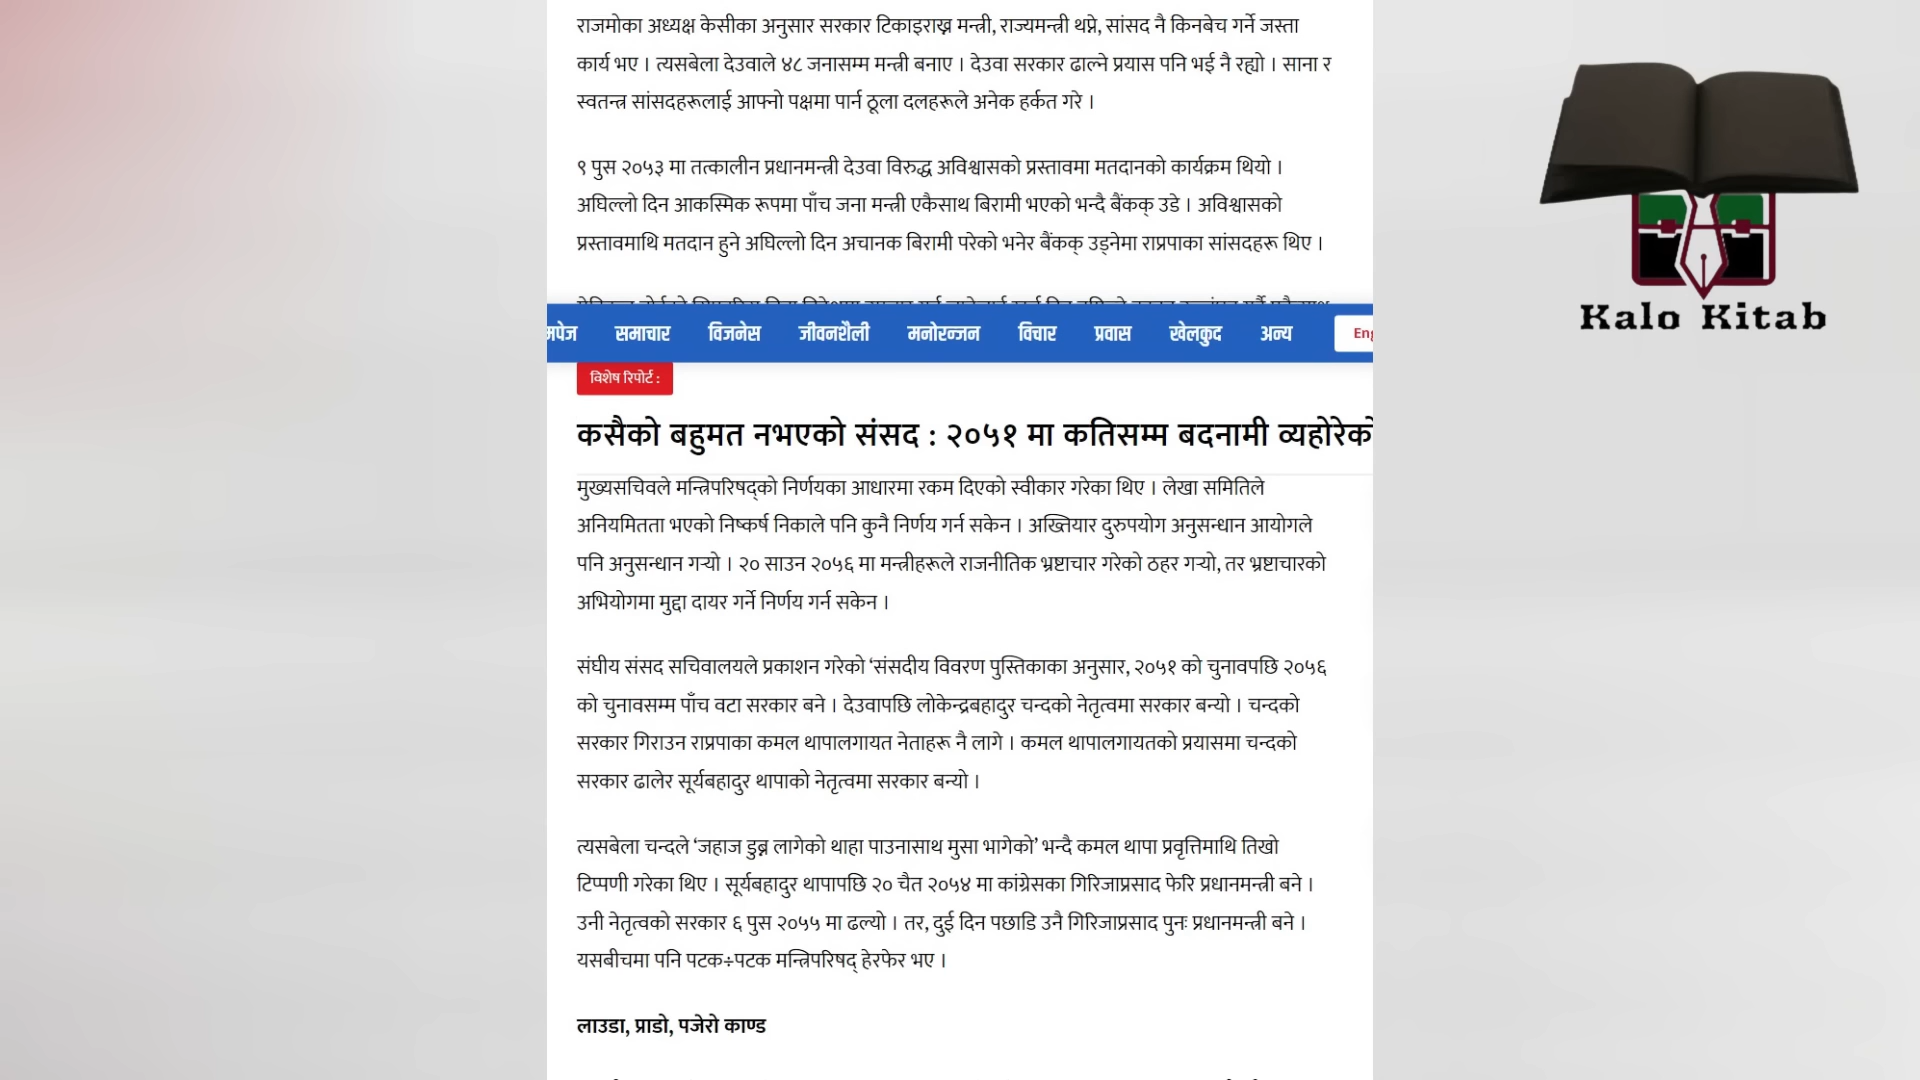 राजमोका अध्यक्ष केसीका अनुसार सरकार टिकाइराख्न मन्त्री, राज्यमन्त्री थप्ने, सांसद नै किनबेच गर्ने जस्ता
कार्य भए । त्यसबेला देउवाले ४८ जनासम्म मन्त्री बनाए । देउवा सरकार ढाल्ने प्रयास पनि भई नै रह्यो । साना र
स्वतन्त्र सांसदहरूलाई आफ्नो पक्षमा पार्न ठूला दलहरूले अनेक हर्कत गरे ।
९ पुस २०५३ मा तत्कालीन प्रधानमन्त्री देउवा विरुद्ध अविश्वासको प्रस्तावमा मतदानको कार्यक्रम थियो ।
अघिल्लो दिन आकस्मिक रूपमा पाँच जना मन्त्री एकैसाथ बिरामी भएको भन्दै बैंकक् उडे । अविश्वासको
प्रस्तावमाथि मतदान हुने अघिल्लो दिन अचानक बिरामी परेको भनेर बैंकक् उड्नेमा राप्रपाका सांसदहरू थिए ।
मपेज समाचार विजनेस जीवनशैली मनोरन्जन विचार प्रवास खेलकुद अन्य Eng
विशेष रिपोर्ट :
कसैको बहुमत नभएको संसद : २०५१ मा कतिसम्म बदनामी व्यहोरेको
मुख्यसचिवले मन्त्रिपरिषद्को निर्णयका आधारमा रकम दिएको स्वीकार गरेका थिए । लेखा समितिले
अनियमितता भएको निष्कर्ष निकाले पनि कुनै निर्णय गर्न सकेन । अख्तियार दुरुपयोग अनुसन्धान आयोगले
पनि अनुसन्धान गर्‍यो । २० साउन २०५६ मा मन्त्रीहरूले राजनीतिक भ्रष्टाचार गरेको ठहर गर्‍यो, तर भ्रष्टाचारको
अभियोगमा मुद्दा दायर गर्ने निर्णय गर्न सकेन ।
संघीय संसद सचिवालयले प्रकाशन गरेको ‘संसदीय विवरण पुस्तिकाका अनुसार, २०५१ को चुनावपछि २०५६
को चुनावसम्म पाँच वटा सरकार बने । देउवापछि लोकेन्द्रबहादुर चन्दको नेतृत्वमा सरकार बन्यो । चन्दको
सरकार गिराउन राप्रपाका कमल थापालगायत नेताहरू नै लागे । कमल थापालगायतको प्रयासमा चन्दको
सरकार ढालेर सूर्यबहादुर थापाको नेतृत्वमा सरकार बन्यो ।
त्यसबेला चन्दले ‘जहाज डुब्न लागेको थाहा पाउनासाथ मुसा भागेको’ भन्दै कमल थापा प्रवृत्तिमाथि तिखो
टिप्पणी गरेका थिए । सूर्यबहादुर थापापछि २० चैत २०५४ मा कांग्रेसका गिरिजाप्रसाद फेरि प्रधानमन्त्री बने ।
उनी नेतृत्वको सरकार ६ पुस २०५५ मा ढल्यो । तर, दुई दिन पछाडि उनै गिरिजाप्रसाद पुनः प्रधानमन्त्री बने ।
यसबीचमा पनि पटक÷पटक मन्त्रिपरिषद् हेरफेर भए ।
लाउडा, प्राडो, पजेरो काण्ड
Kalo Kitab